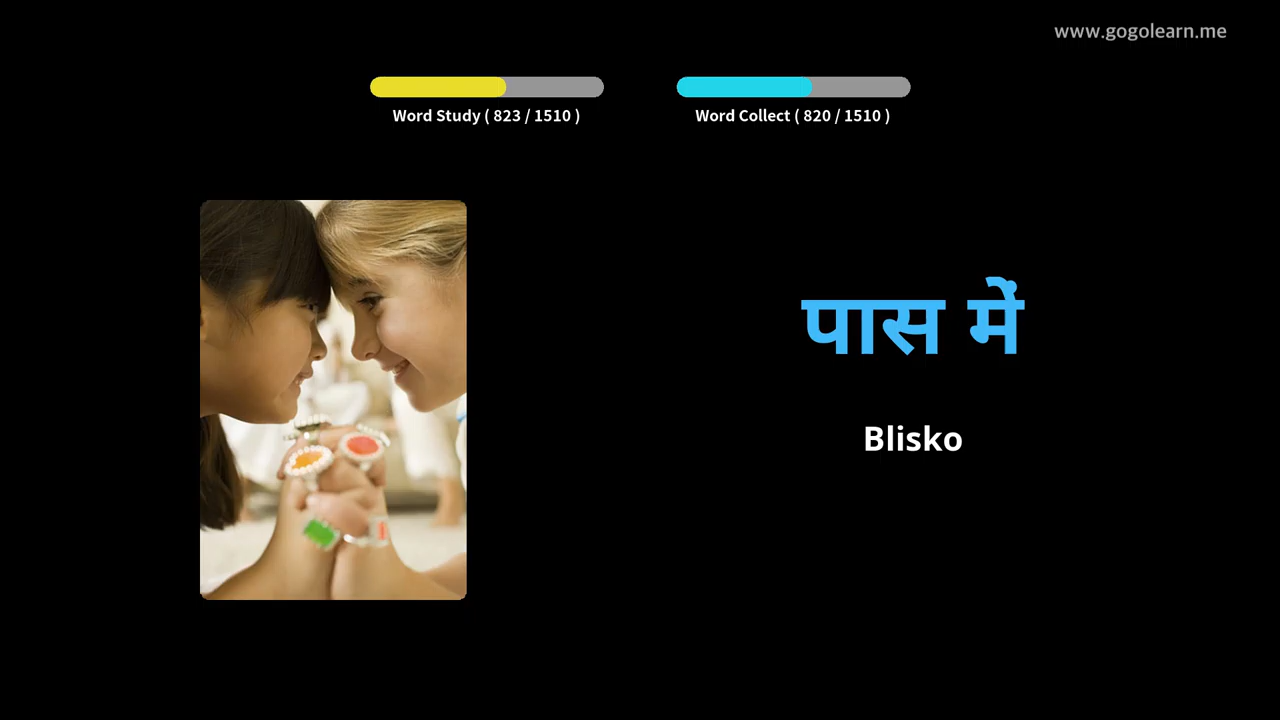 www.gogolearn.me
Word Study ( 823 / 1510 )
Word Collect ( 820 / 1510 )
पास में
Blisko